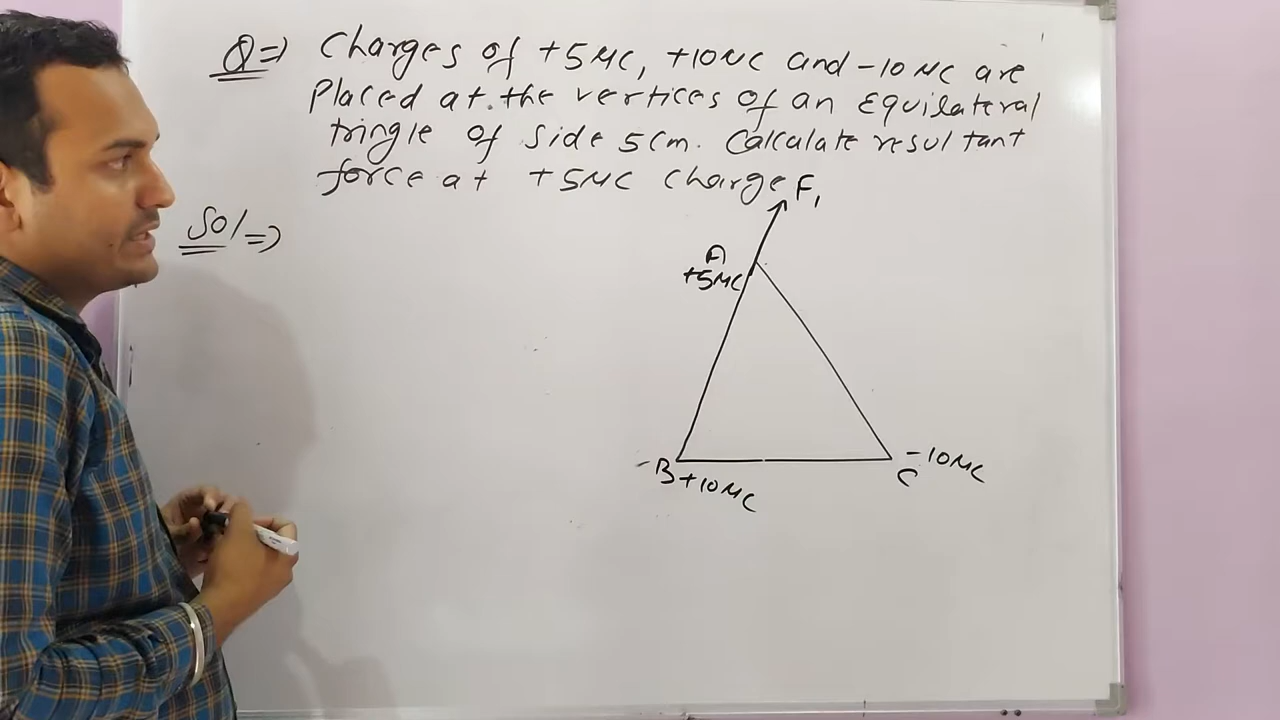 Q⇒ Charges of +5μC, +10μC and -10μC are
Placed at the vertices of an Equilateral
tringle of side 5Cm. Calculate resultant
force at +5μC Charge
Sol⇒
F₁
A
+5μC
B +10μC
-10μC
C